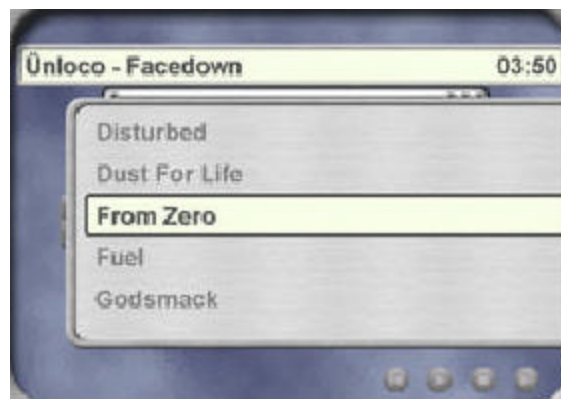 Ünloco - Facedown 03:50
Disturbed
Dust For Life
From Zero
Fuel
Godsmack